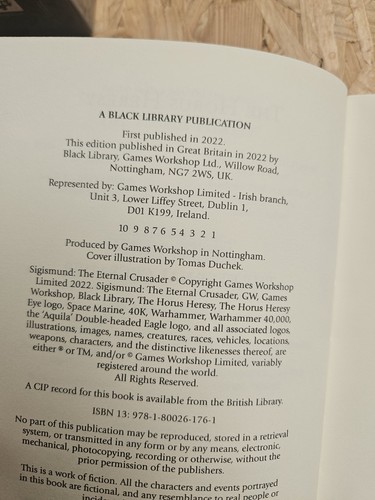 A BLACK LIBRARY PUBLICATION
First published in 2022.
This edition published in Great Britain in 2022 by
Black Library, Games Workshop Ltd., Willow Road,
Nottingham, NG7 2WS, UK.
Represented by: Games Workshop Limited - Irish branch,
Unit 3, Lower Liffey Street, Dublin 1,
D01 K199, Ireland.
10 9 8 7 6 5 4 3 2 1
Produced by Games Workshop in Nottingham.
Cover illustration by Tomas Duchek.
Sigismund: The Eternal Crusader © Copyright Games Workshop
Limited 2022. Sigismund: The Eternal Crusader, GW, Games
Workshop, Black Library, The Horus Heresy, The Horus Heresy
Eye logo, Space Marine, 40K, Warhammer, Warhammer 40,000,
the 'Aquila' Double-headed Eagle logo, and all associated logos,
illustrations, images, names, creatures, races, vehicles, locations,
weapons, characters, and the distinctive likenesses thereof, are
either ® or TM, and/or © Games Workshop Limited, variably
registered around the world.
All Rights Reserved.
A CIP record for this book is available from the British Library.
ISBN 13: 978-1-80026-176-1
No part of this publication may be reproduced, stored in a retrieval
system, or transmitted in any form or by any means, electronic,
mechanical, photocopying, recording or otherwise, without the
prior permission of the publishers.
This is a work of fiction. All the characters and events portrayed
in this book are fictional, and any resemblance to real people or